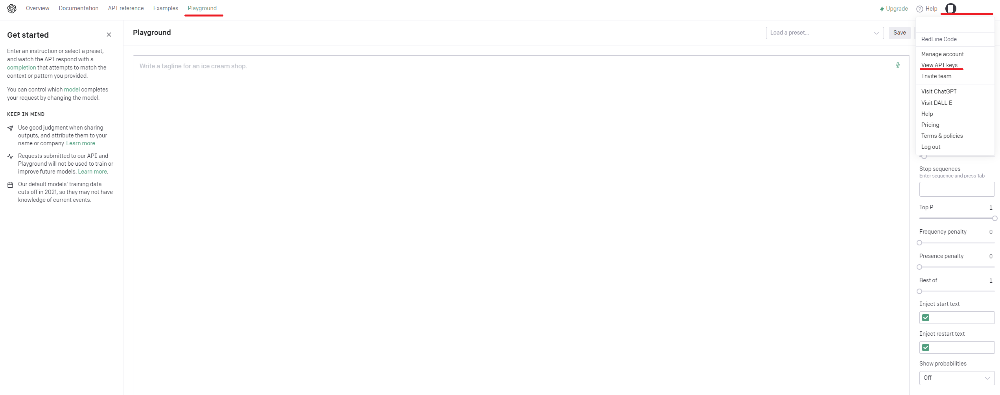 Overview Documentation API reference Examples Playground
Upgrade Help
Get started
Enter an instruction or select a preset,
and watch the API respond with a
completion that attempts to match the
context or pattern you provided.
You can control which model completes
your request by changing the model.
KEEP IN MIND
Use good judgment when sharing
outputs, and attribute them to your
name or company. Learn more.
Requests submitted to our API and
Playground will not be used to train or
improve future models. Learn more.
Our default models' training data
cuts off in 2021, so they may not have
knowledge of current events.
Playground
Load a preset...
Save
Write a tagline for an ice cream shop.
RedLine Code
Manage account
View API keys
Invite team
Visit ChatGPT
Visit DALL·E
Help
Pricing
Terms & policies
Log out
Stop sequences
Enter sequence and press Tab
Top P 1
Frequency penalty 0
Presence penalty 0
Best of 1
Inject start text
Inject restart text
Show probabilities
Off